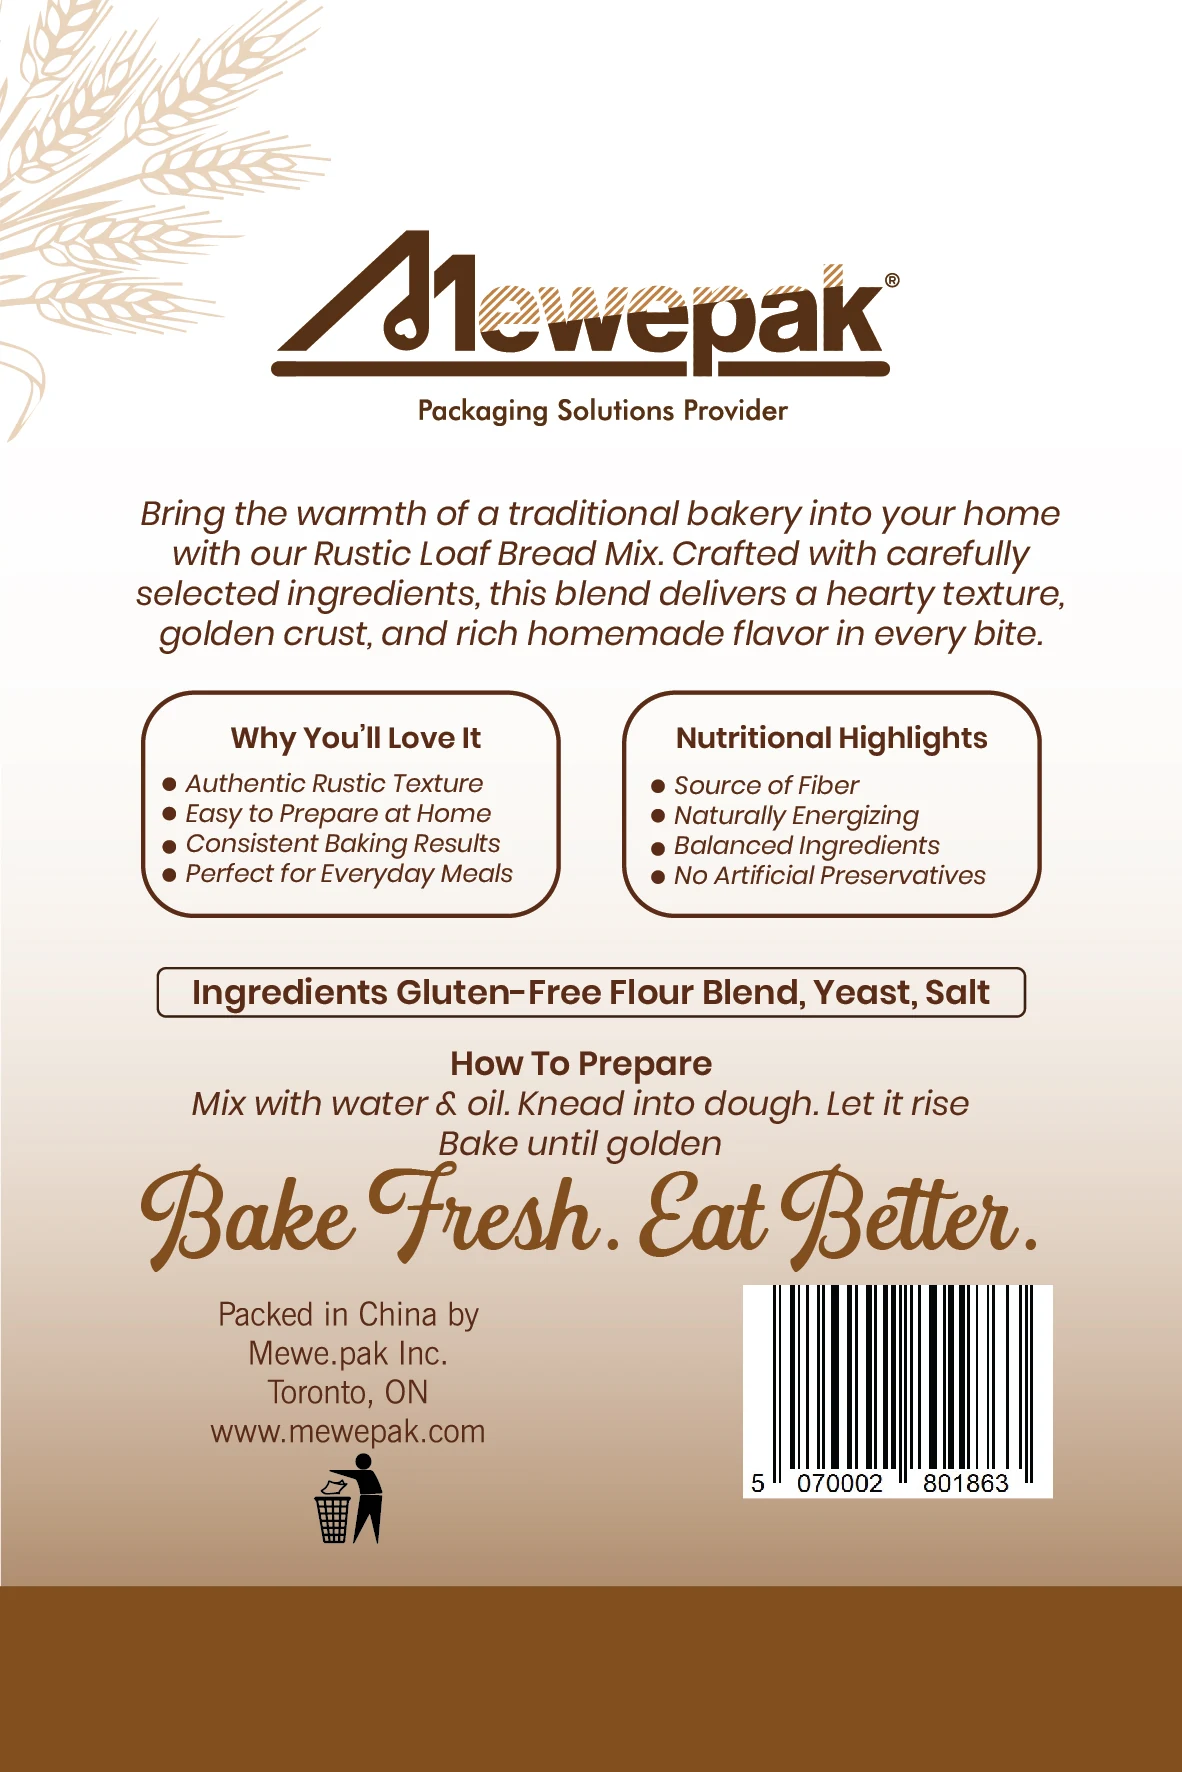 Mewepak®
Packaging Solutions Provider
Bring the warmth of a traditional bakery into your home
with our Rustic Loaf Bread Mix. Crafted with carefully
selected ingredients, this blend delivers a hearty texture,
golden crust, and rich homemade flavor in every bite.
Why You'll Love It
● Authentic Rustic Texture
● Easy to Prepare at Home
● Consistent Baking Results
● Perfect for Everyday Meals
Nutritional Highlights
● Source of Fiber
● Naturally Energizing
● Balanced Ingredients
● No Artificial Preservatives
Ingredients Gluten-Free Flour Blend, Yeast, Salt
How To Prepare
Mix with water & oil. Knead into dough. Let it rise
Bake until golden
Bake Fresh. Eat Better.
Packed in China by
Mewe.pak Inc.
Toronto, ON
www.mewepak.com
5 070002 801863